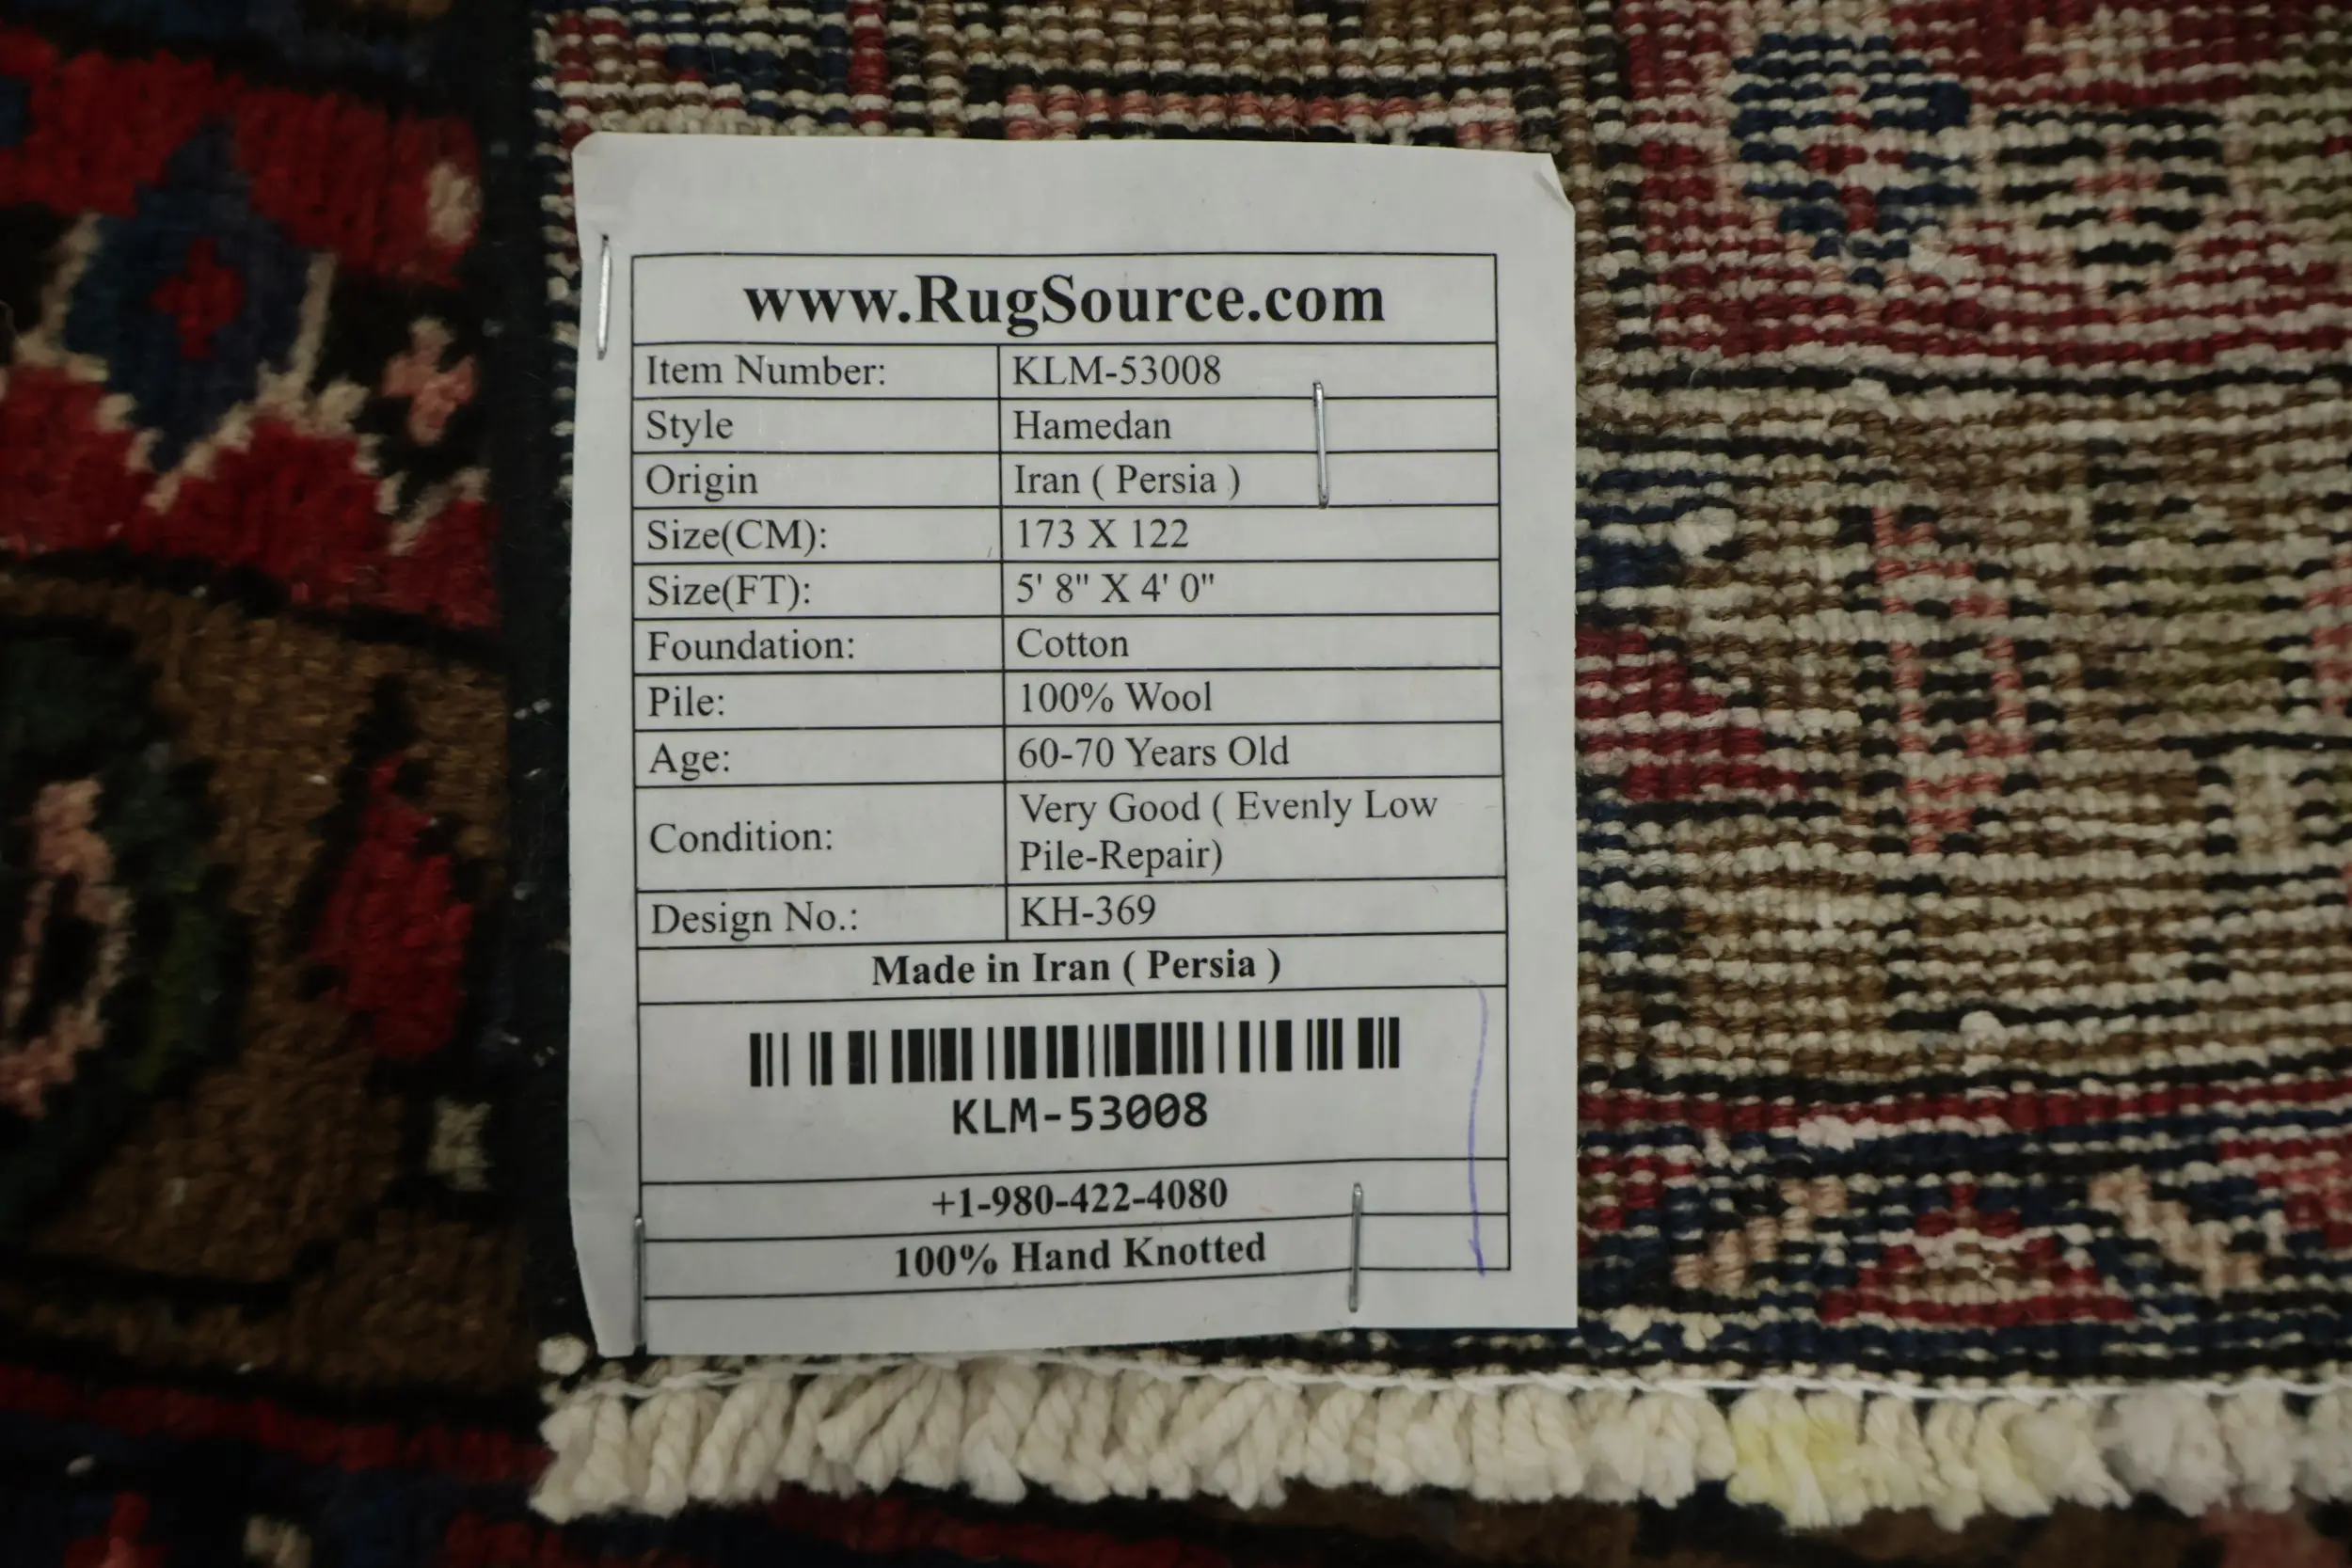 www.RugSource.com
Item Number: KLM-53008
Style Hamedan
Origin Iran ( Persia )
Size(CM): 173 X 122
Size(FT): 5' 8" X 4' 0"
Foundation: Cotton
Pile: 100% Wool
Age: 60-70 Years Old
Condition: Very Good ( Evenly Low
Pile-Repair)
Design No.: KH-369
Made in Iran ( Persia )
KLM-53008
+1-980-422-4080
100% Hand Knotted